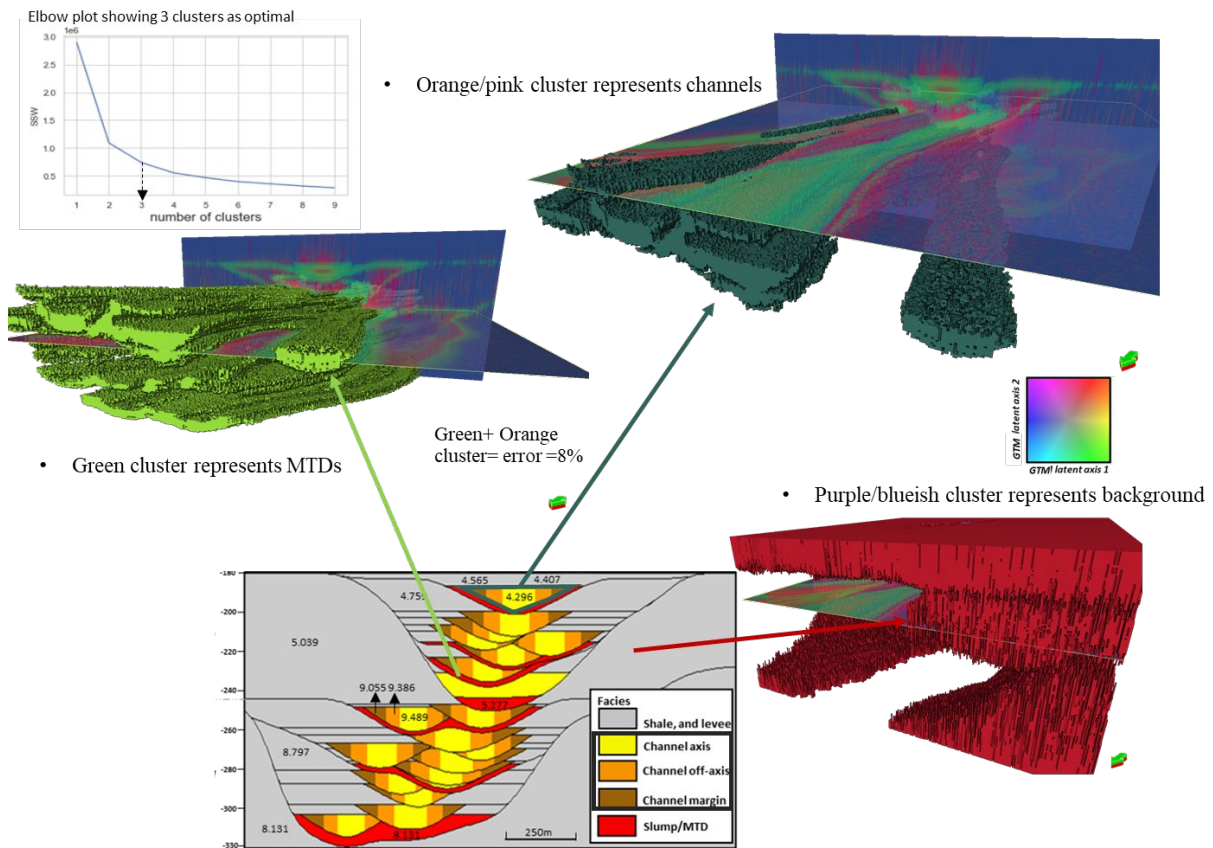 Elbow plot showing 3 clusters as optimal
1e6
3.0
2.5
2.0
1.5
1.0
0.5
SSW
1 2 3 4 5 6 7 8 9
number of clusters
• Orange/pink cluster represents channels
Green+ Orange
cluster= error =8%
• Green cluster represents MTDs
GTM latent axis 2
GTM latent axis 1
• Purple/blueish cluster represents background
-180
-200
-220
-240
-260
-280
-300
-330
4.565 4.407
4.296
5.039
9.055 9.386
9.489
5.277
8.797
8.131
8.131
250m
Facies
Shale, and levee
Channel axis
Channel off-axis
Channel margin
Slump/MTD